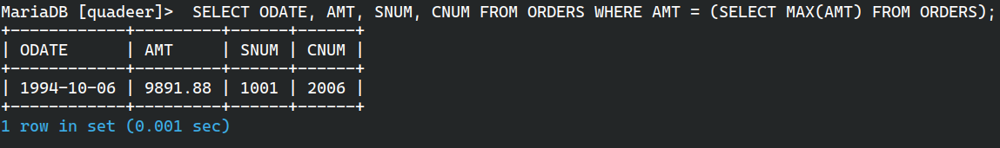 MariaDB [quadeer]>  SELECT ODATE, AMT, SNUM, CNUM FROM ORDERS WHERE AMT = (SELECT MAX(AMT) FROM ORDERS);
+------------+---------+------+------+
| ODATE      | AMT     | SNUM | CNUM |
+------------+---------+------+------+
| 1994-10-06 | 9891.88 | 1001 | 2006 |
+------------+---------+------+------+
1 row in set (0.001 sec)